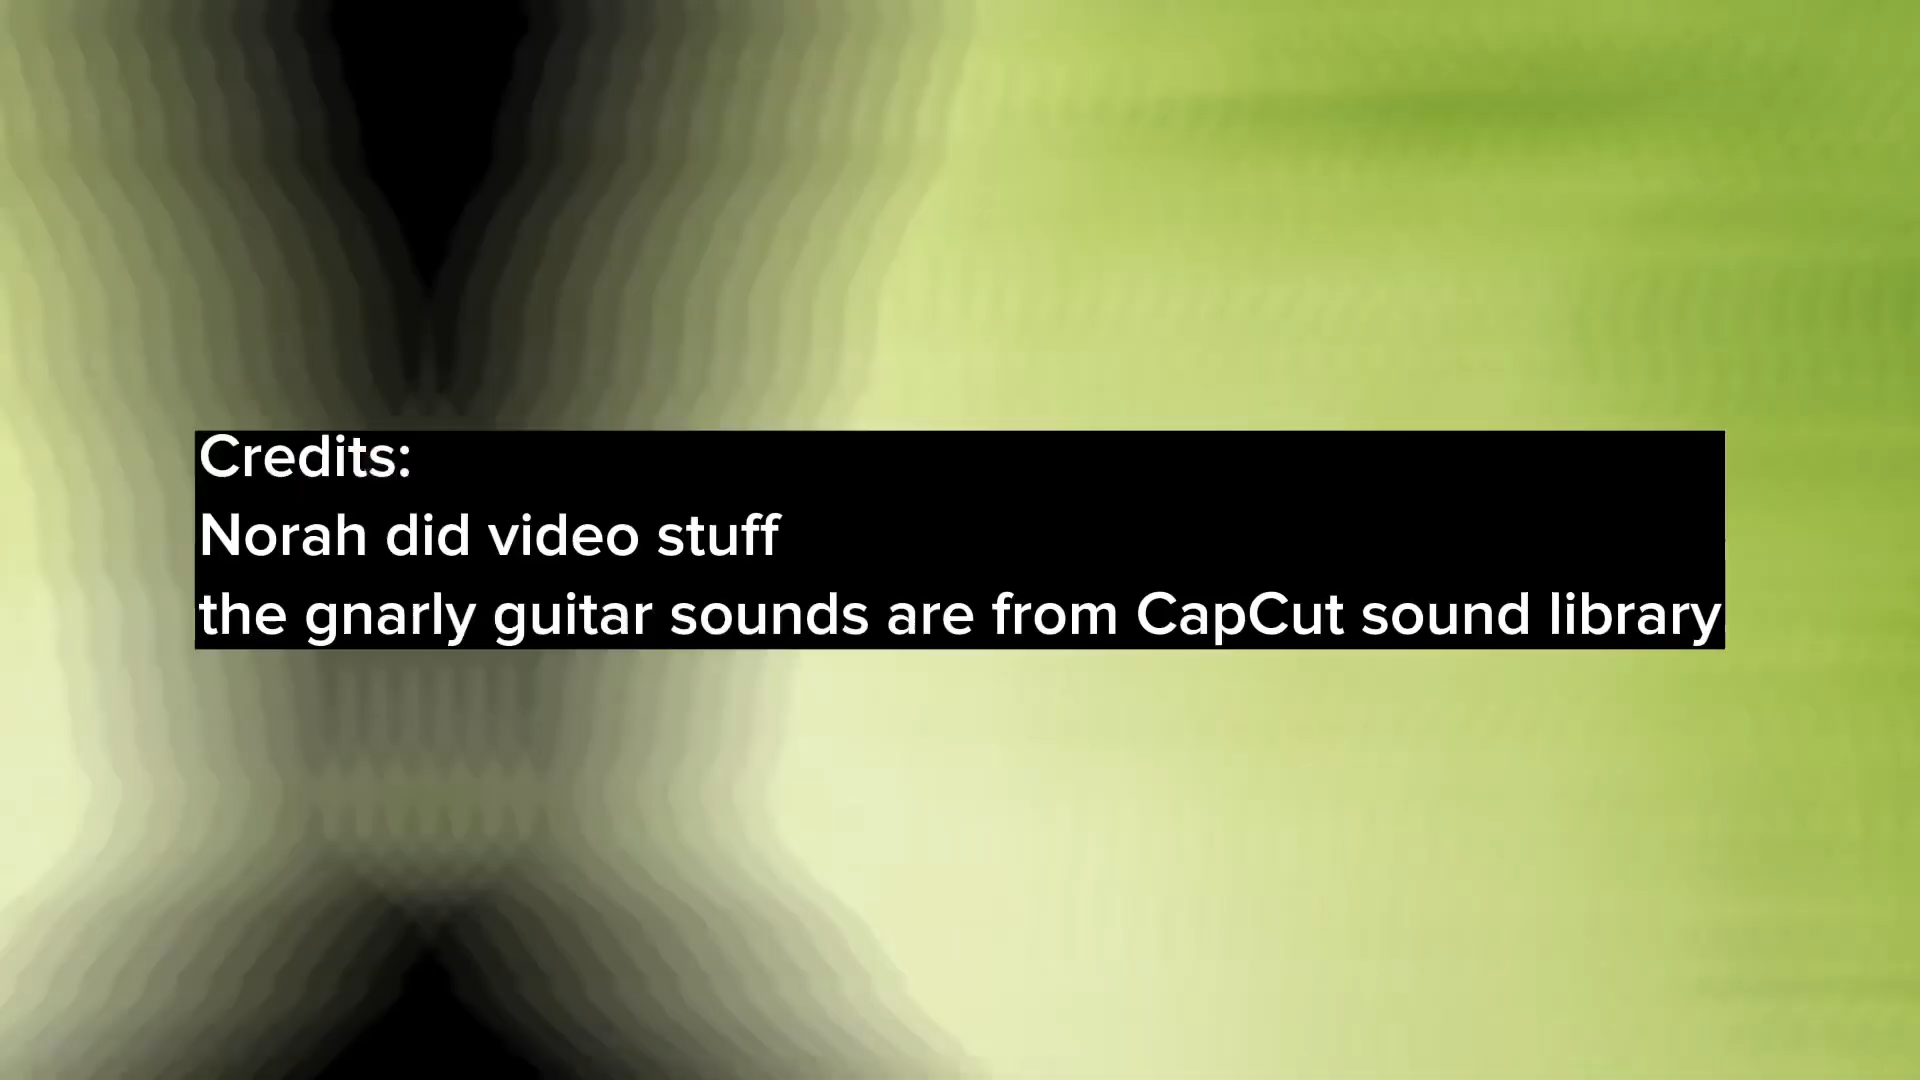 Credits:
Norah did video stuff
the gnarly guitar sounds are from CapCut sound library